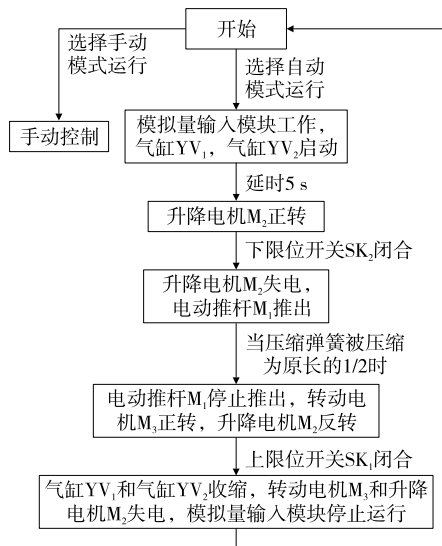 开始
选择手动
模式运行
选择自动
模式运行
手动控制
模拟量输入模块工作，
气缸YV₁，气缸YV₂启动
延时5 s
升降电机M₂正转
下限位开关SK₂闭合
升降电机M₂失电，
电动推杆M₁推出
当压缩弹簧被压缩
为原长的1/2时
电动推杆M₁停止推出，转动电
机M₃正转，升降电机M₂反转
上限位开关SK₁闭合
气缸YV₁和气缸YV₂收缩，转动电机M₃和升降
电机M₂失电，模拟量输入模块停止运行